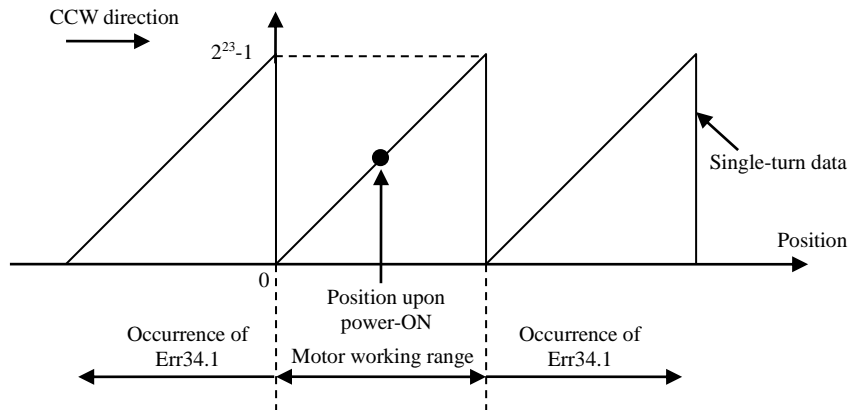 CCW direction
2²³-1
Single-turn data
Position
0
Position upon
power-ON
Occurrence of
Err34.1
Motor working range
Occurrence of
Err34.1